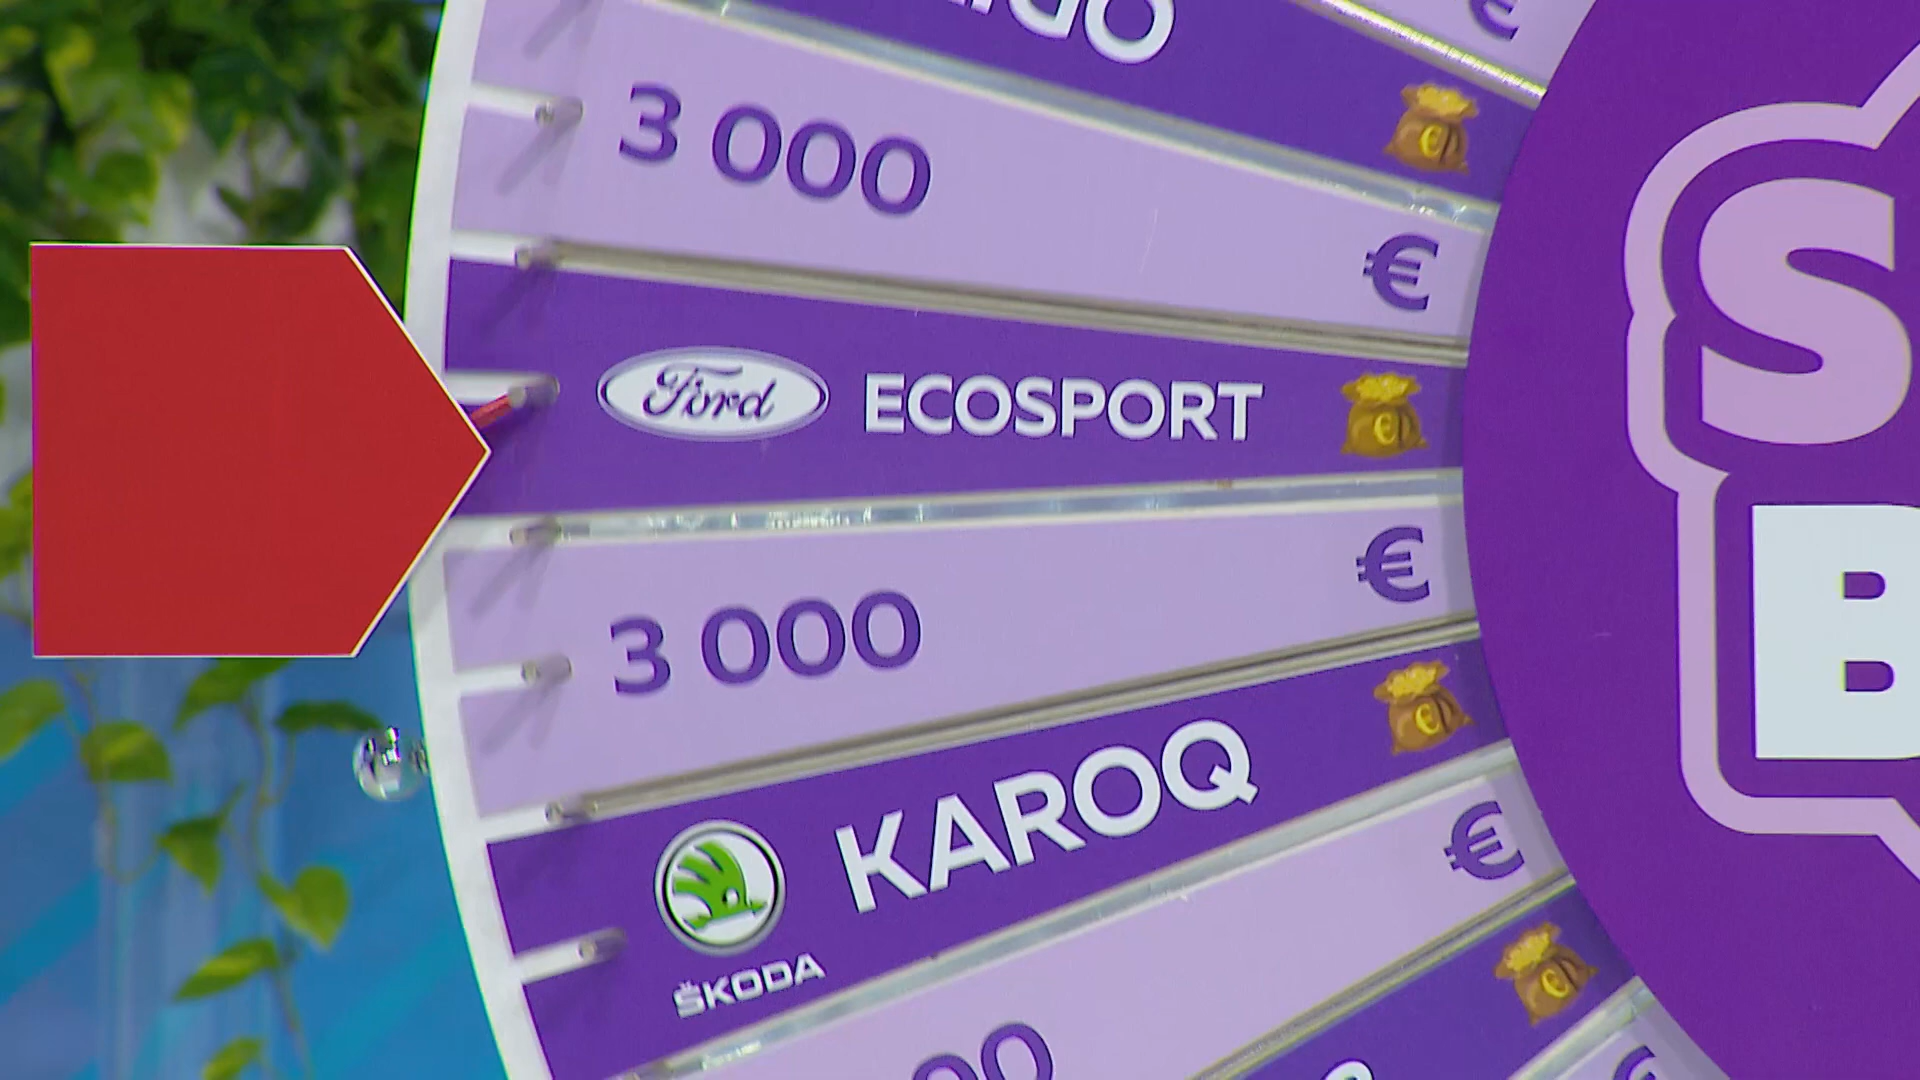 €
3 000 €
Ford ECOSPORT
3 000 €
ŠKODA KAROQ
€
S
B